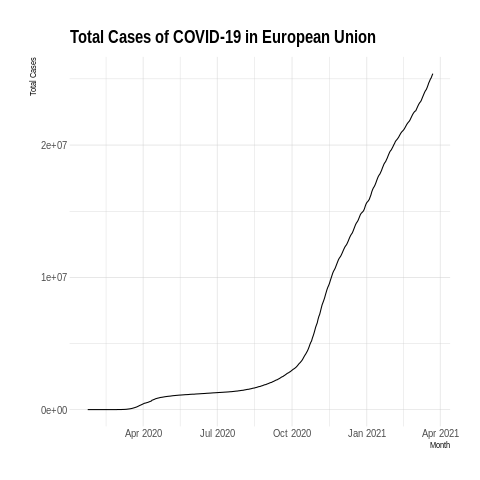 Total Cases of COVID-19 in European Union
Total Cases
2e+07
1e+07
0e+00
Apr 2020 Jul 2020 Oct 2020 Jan 2021 Apr 2021
Month